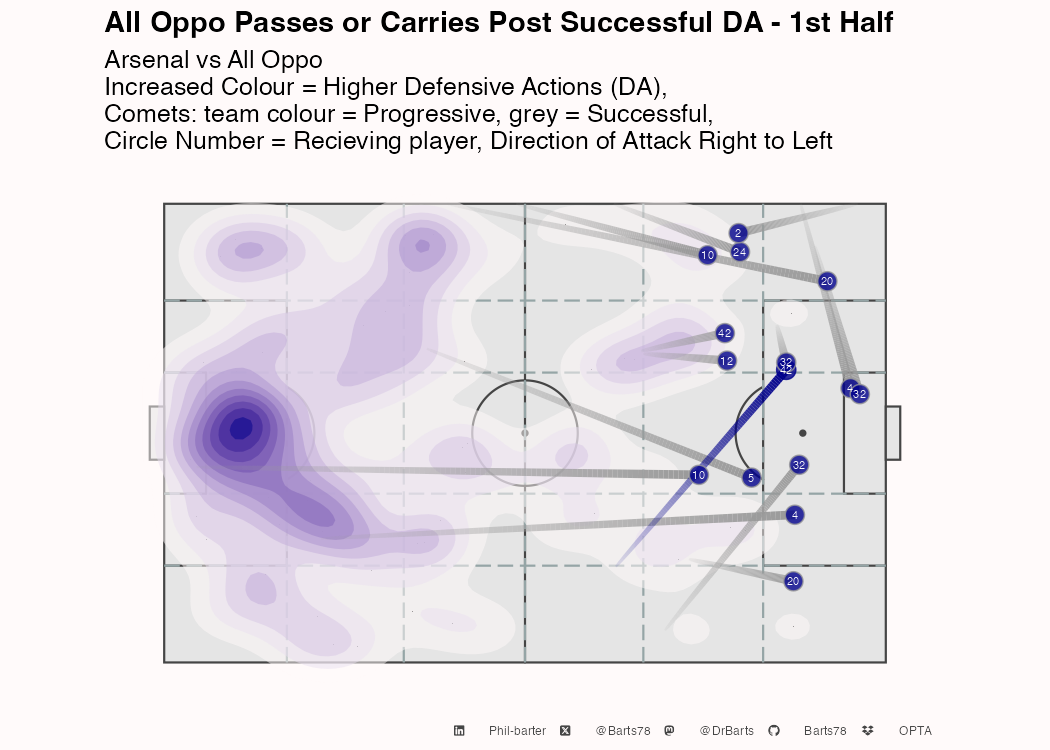 All Oppo Passes or Carries Post Successful DA - 1st Half
Arsenal vs All Oppo
Increased Colour = Higher Defensive Actions (DA),
Comets: team colour = Progressive, grey = Successful,
Circle Number = Recieving player, Direction of Attack Right to Left
2
10
24
20
42
12
32
42
4
32
10
5
32
4
20
Phil-barter @Barts78 @DrBarts Barts78 OPTA